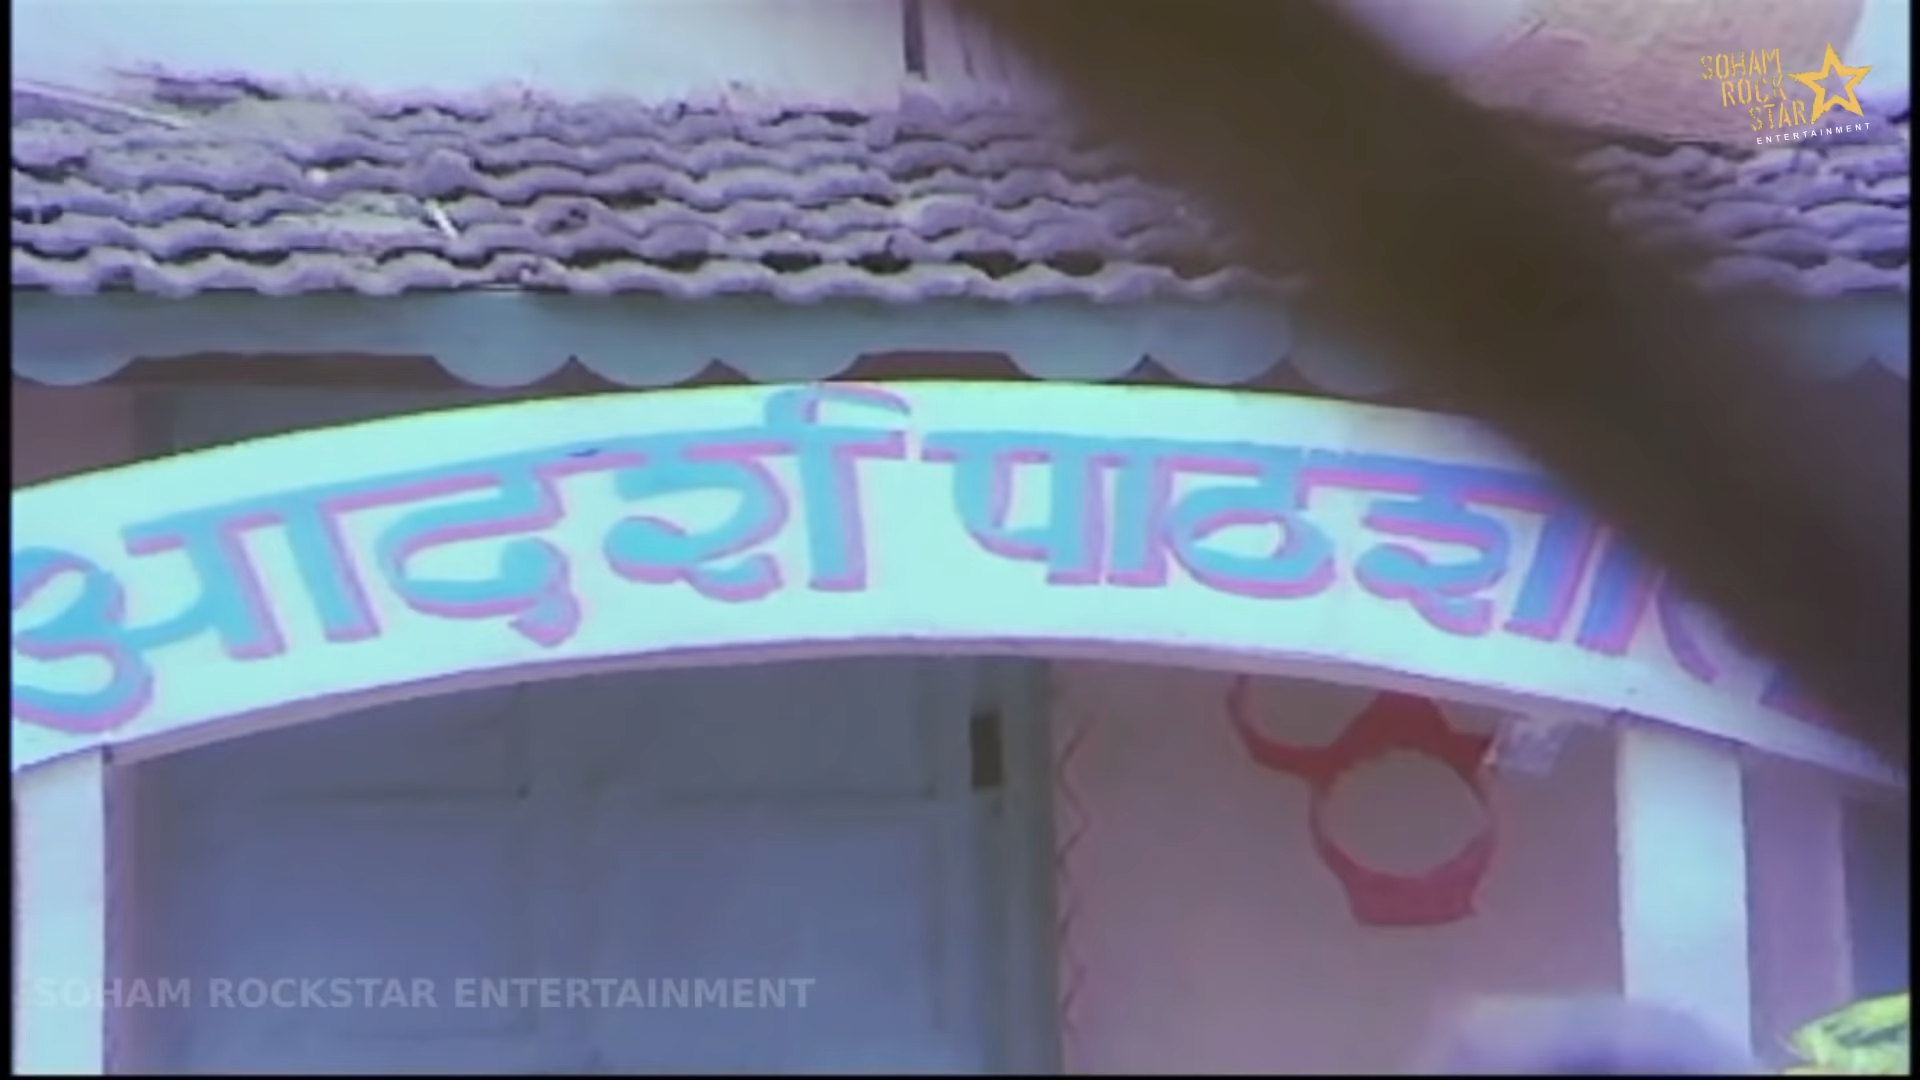 SOHAM
ROCK
STAR
ENTERTAINMENT
आदर्श
SOHAM ROCKSTAR ENTERTAINMENT